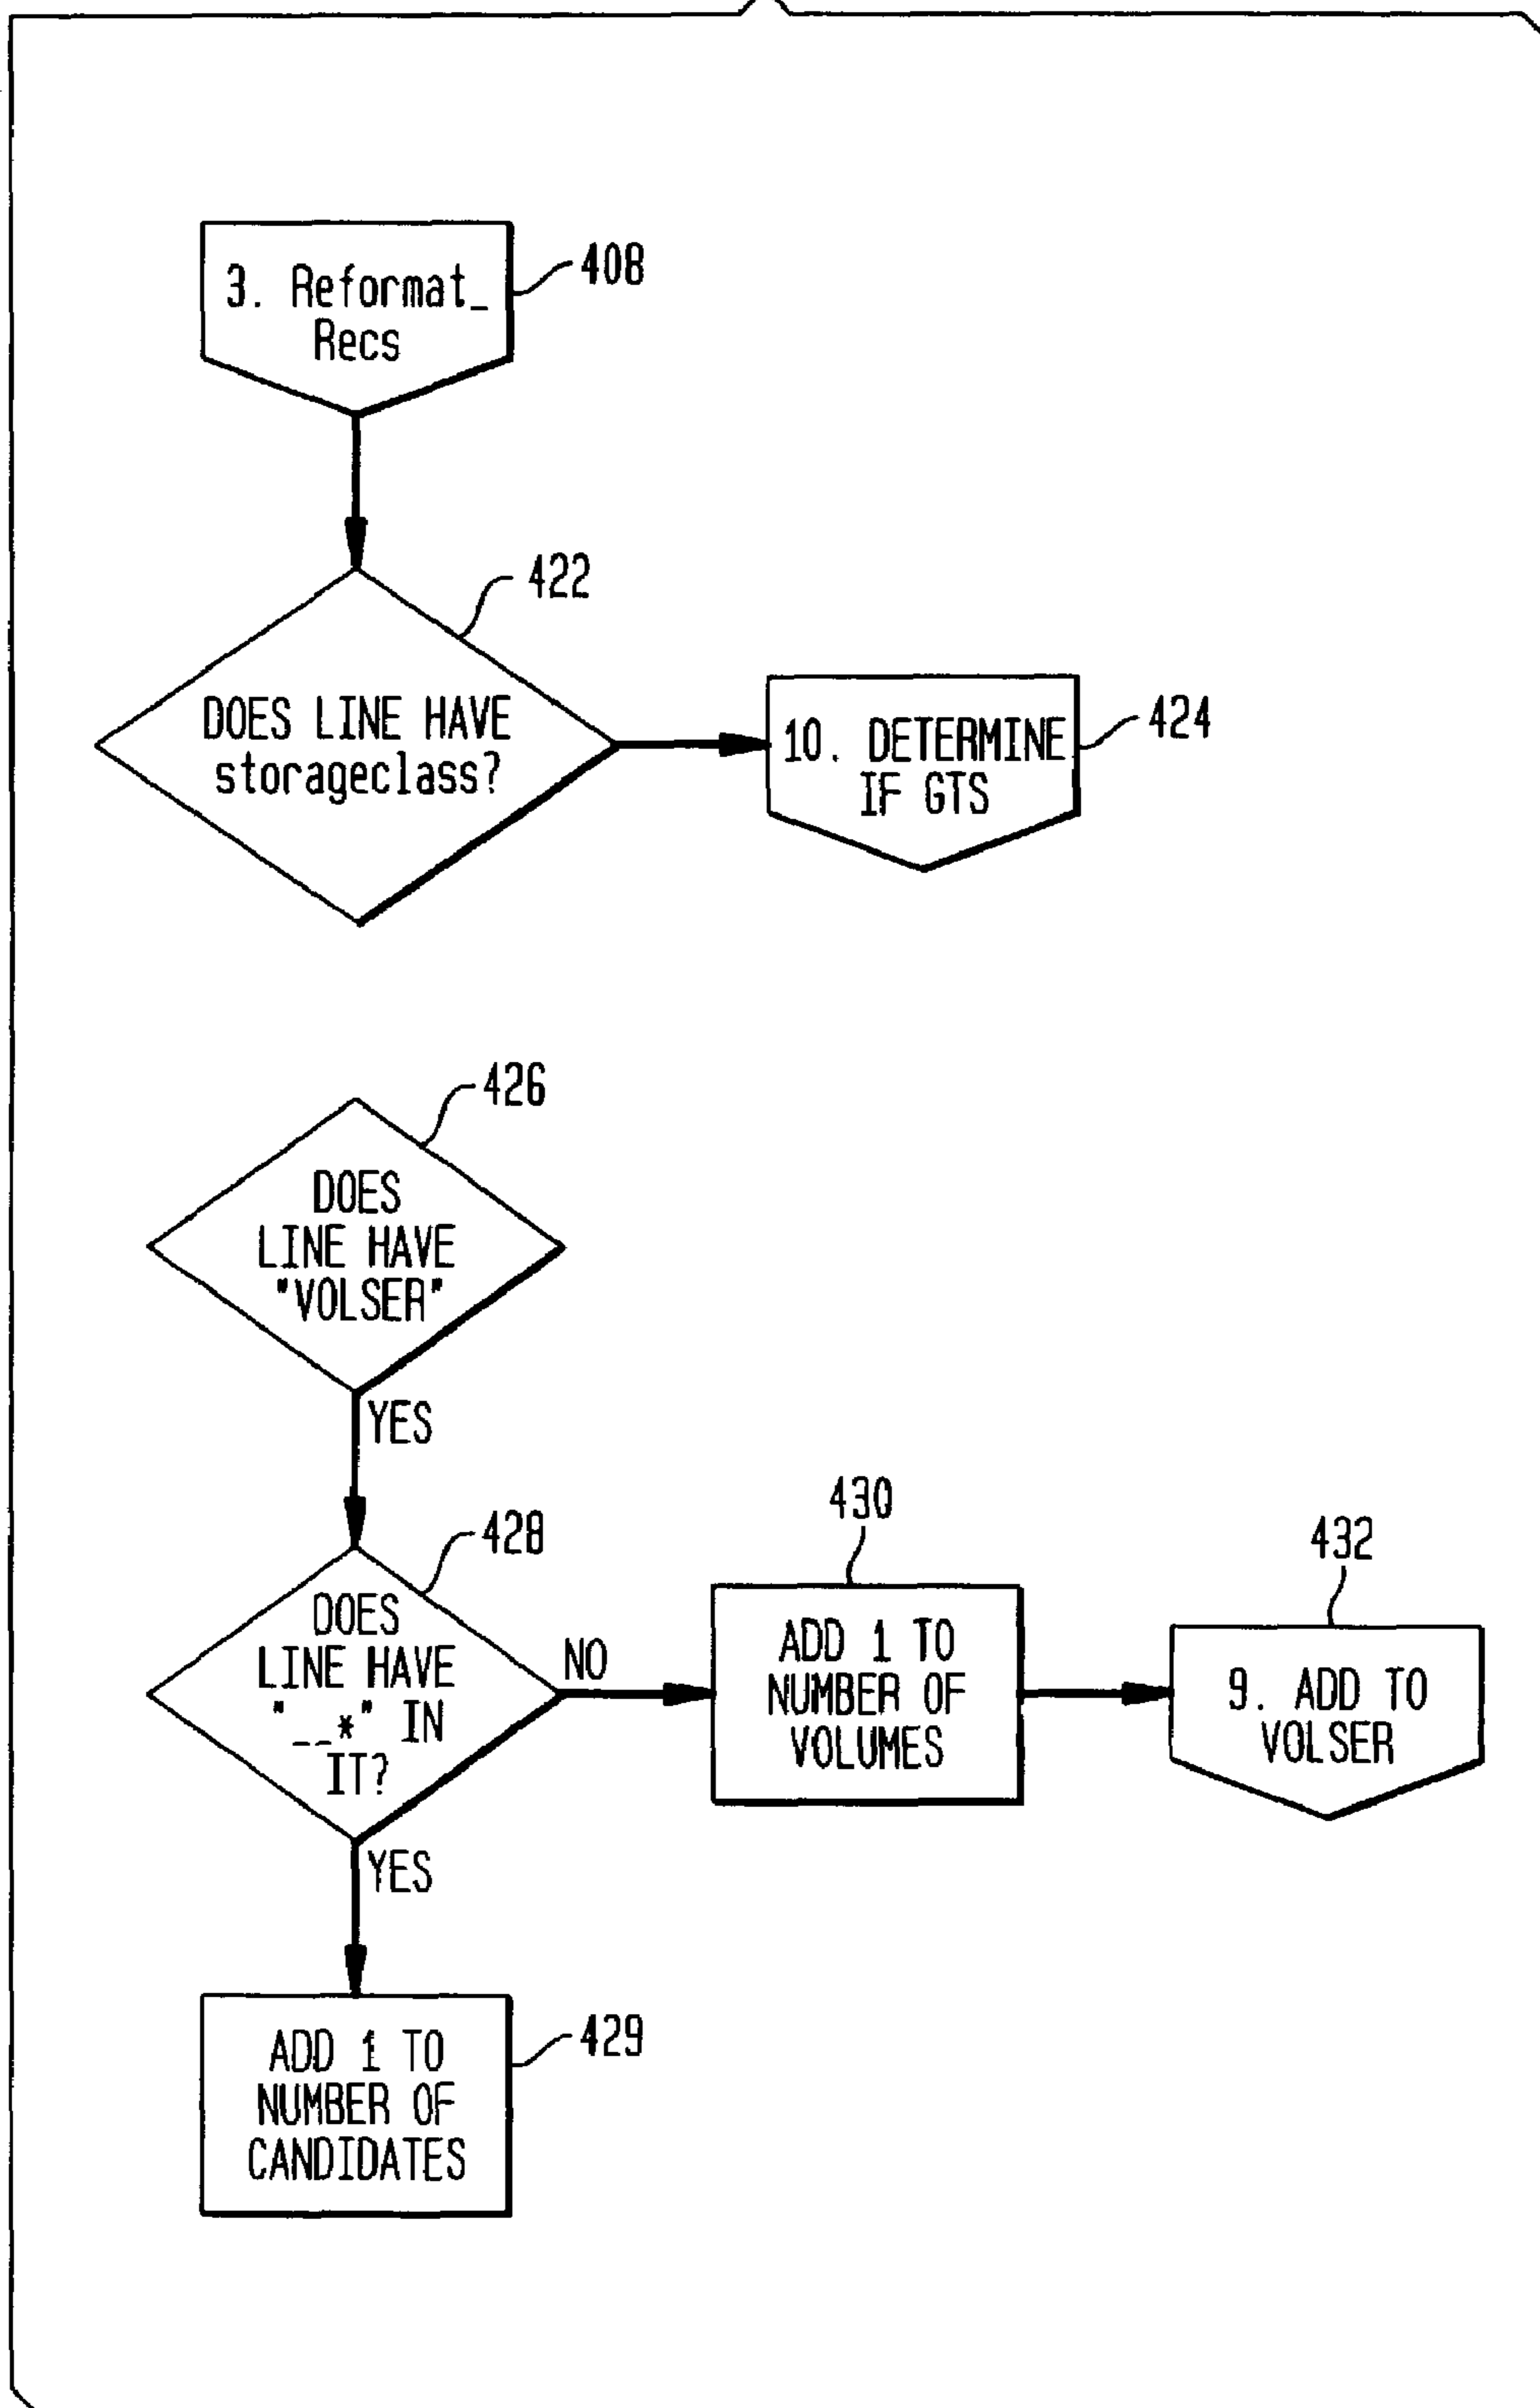 3. Reformat_
Recs
408
422
DOES LINE HAVE
storageclass?
10. DETERMINE
IF GTS
424
426
DOES
LINE HAVE
"VOLSER"
YES
428
DOES
LINE HAVE
"__*" IN
IT?
NO
430
ADD 1 TO
NUMBER OF
VOLUMES
432
9. ADD TO
VOLSER
YES
ADD 1 TO
NUMBER OF
CANDIDATES
429